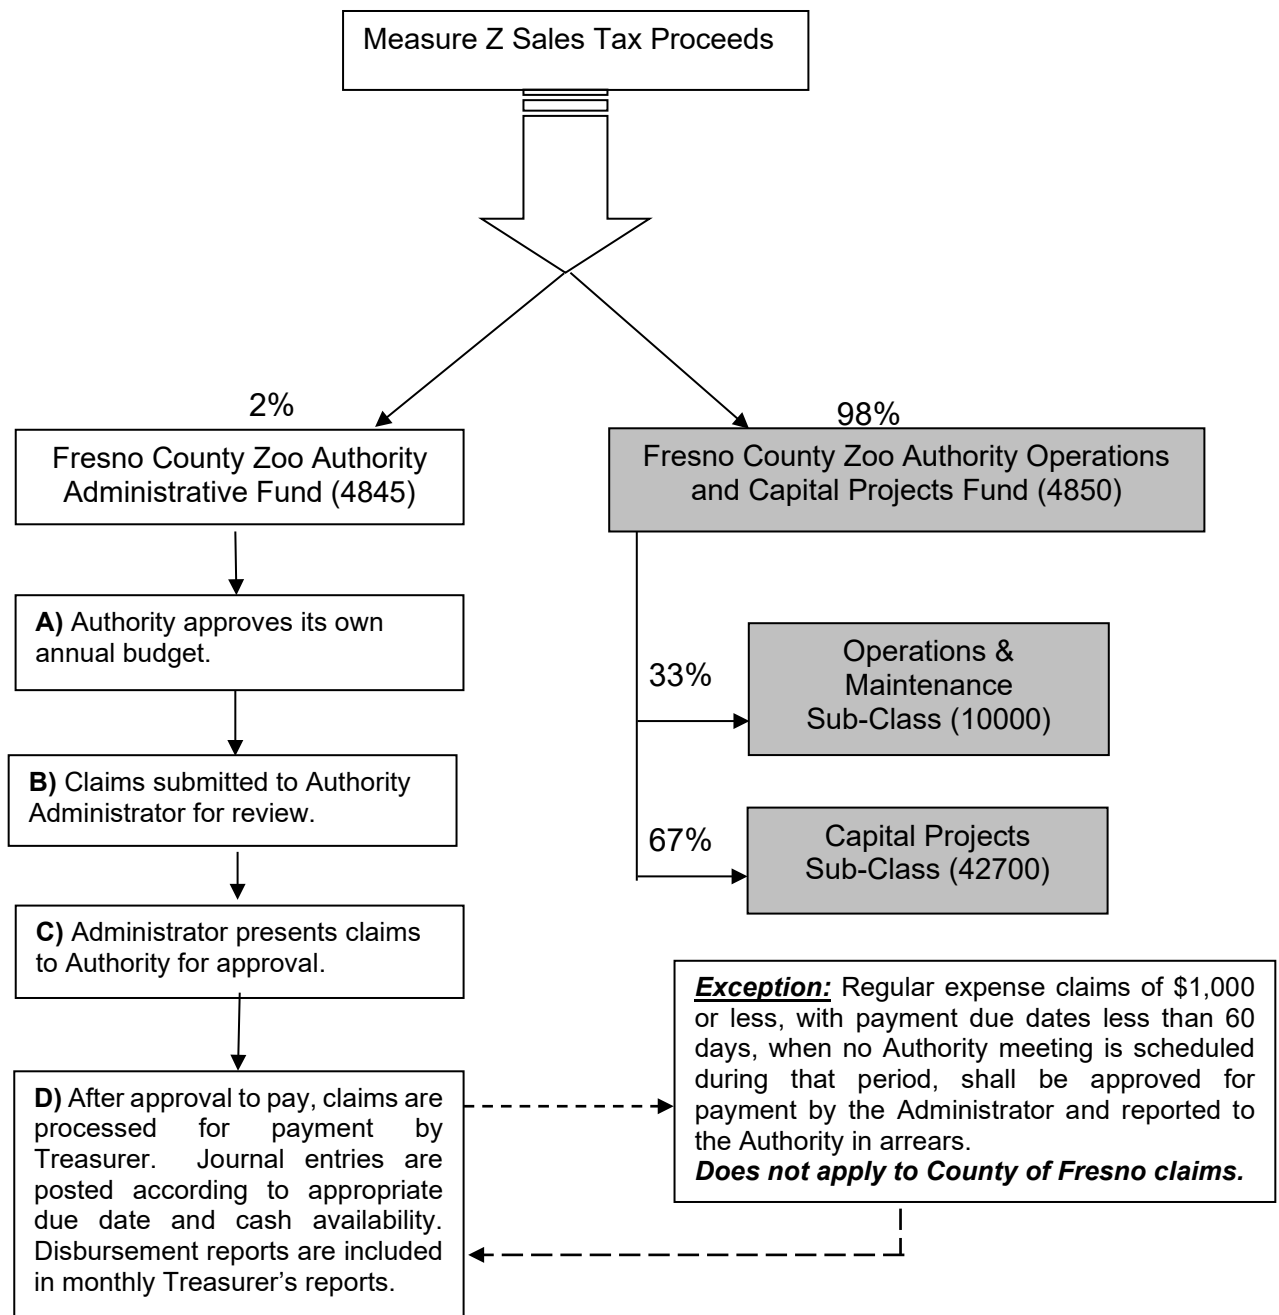 Measure Z Sales Tax Proceeds
2%
98%
Fresno County Zoo Authority
Administrative Fund (4845)
Fresno County Zoo Authority Operations
and Capital Projects Fund (4850)
A) Authority approves its own
annual budget.
33%
Operations &
Maintenance
Sub-Class (10000)
B) Claims submitted to Authority
Administrator for review.
67%
Capital Projects
Sub-Class (42700)
C) Administrator presents claims
to Authority for approval.
Exception: Regular expense claims of $1,000
or less, with payment due dates less than 60
days, when no Authority meeting is scheduled
during that period, shall be approved for
payment by the Administrator and reported to
the Authority in arrears.
Does not apply to County of Fresno claims.
D) After approval to pay, claims are
processed for payment by
Treasurer. Journal entries are
posted according to appropriate
due date and cash availability.
Disbursement reports are included
in monthly Treasurer's reports.